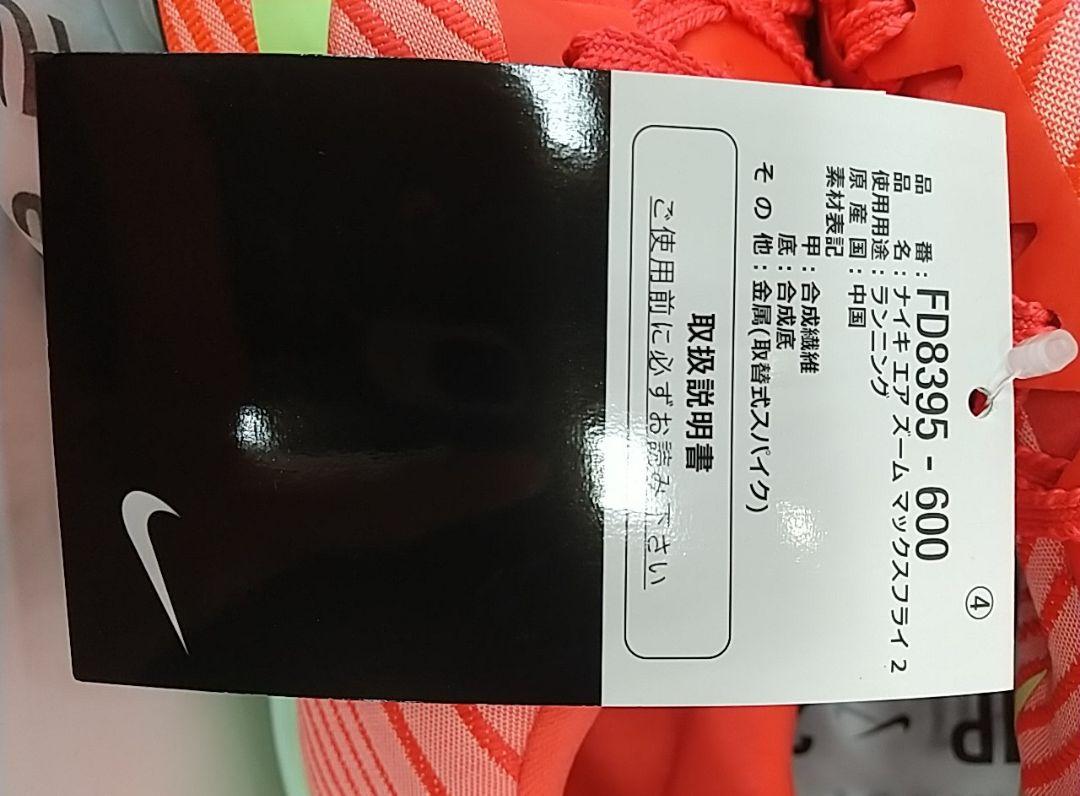 ④
品番:FD8395-600
品名:ナイキ エア ズーム マックスフライ 2
使用用途:ランニング
原産国:中国
素材表記
甲:合成繊維
底:合成底
その他:金属(取替式スパイク)
取扱説明書
ご使用前に必ずお読み下さい